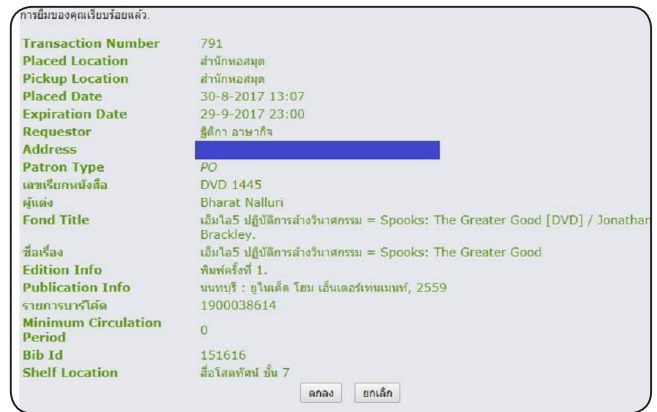 การยืมของคุณเรียบร้อยแล้ว.
Transaction Number 791
Placed Location สำนักหอสมุด
Pickup Location สำนักหอสมุด
Placed Date 30-8-2017 13:07
Expiration Date 29-9-2017 23:00
Requestor ฐิติกา อาษากิจ
Address
Patron Type PO
เลขเรียกหนังสือ DVD 1445
ผู้แต่ง Bharat Nalluri
Fond Title เอ็มไอ5 ปฏิบัติการล้างวินาศกรรม = Spooks: The Greater Good [DVD] / Jonathan
Brackley.
ชื่อเรื่อง เอ็มไอ5 ปฏิบัติการล้างวินาศกรรม = Spooks: The Greater Good
Edition Info พิมพ์ครั้งที่ 1.
Publication Info นนทบุรี : ยูไนเต็ด โฮม เอ็นเตอร์เทนเมนท์, 2559
รายการบาร์โค้ด 1900038614
Minimum Circulation
Period 0
Bib Id 151616
Shelf Location สื่อโสตทัศน์ ชั้น 7
ตกลง ยกเลิก